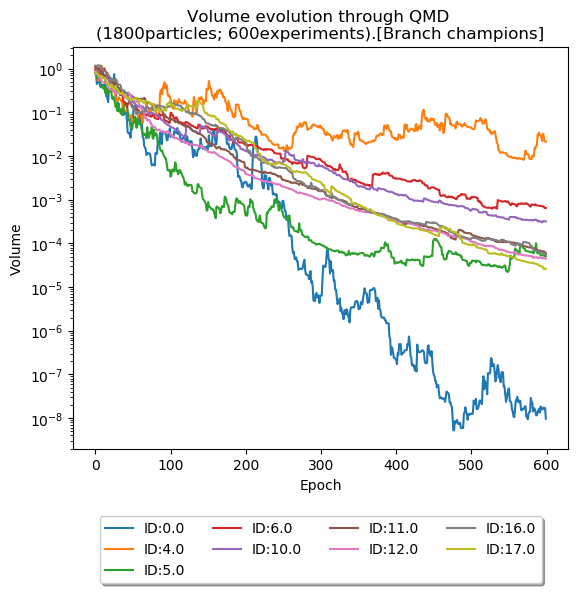 Volume evolution through QMD
(1800particles; 600experiments).[Branch champions]
Volume
10⁰
10⁻¹
10⁻²
10⁻³
10⁻⁴
10⁻⁵
10⁻⁶
10⁻⁷
10⁻⁸
0 100 200 300 400 500 600
Epoch
ID:0.0 ID:6.0 ID:11.0 ID:16.0
ID:4.0 ID:10.0 ID:12.0 ID:17.0
ID:5.0